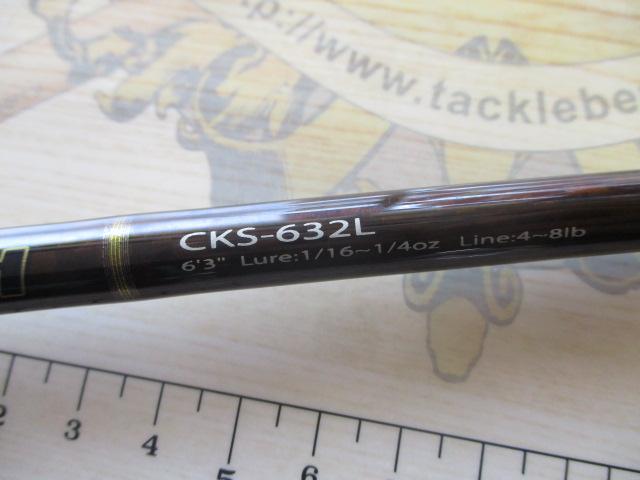 p://www.tacklebe
CKS-632L
6'3" Lure:1/16~1/4oz Line:4~8lb
2 3 4 5 6 7